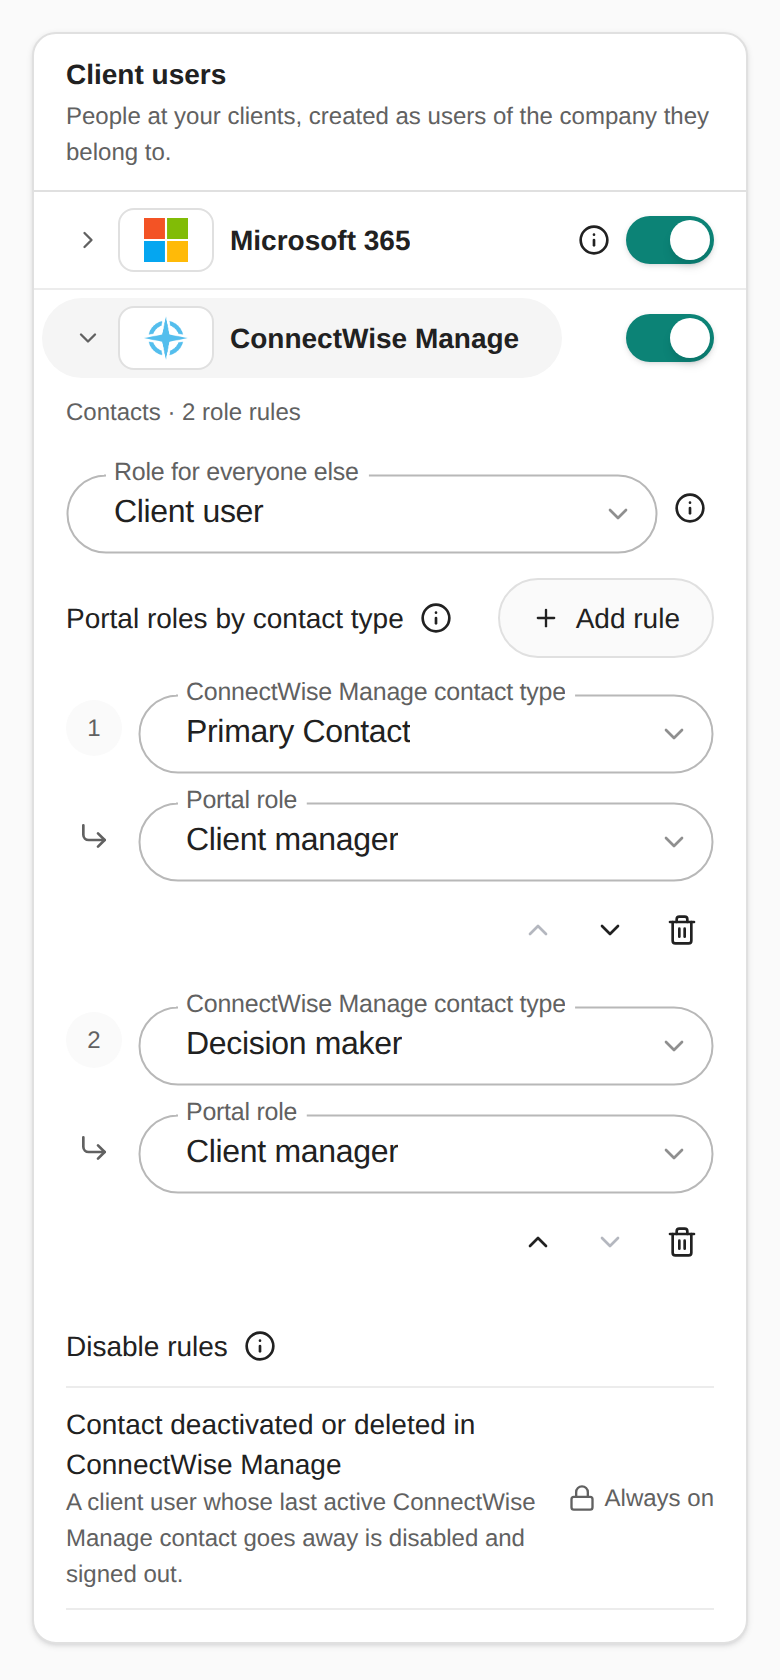 Client users
People at your clients, created as users of the company they
belong to.
Microsoft 365
ConnectWise Manage
Contacts · 2 role rules
Role for everyone else
Client user
Portal roles by contact type
Add rule
ConnectWise Manage contact type
1
Primary Contact
Portal role
Client manager
ConnectWise Manage contact type
2
Decision maker
Portal role
Client manager
Disable rules
Contact deactivated or deleted in
ConnectWise Manage
A client user whose last active ConnectWise
Manage contact goes away is disabled and
signed out.
Always on